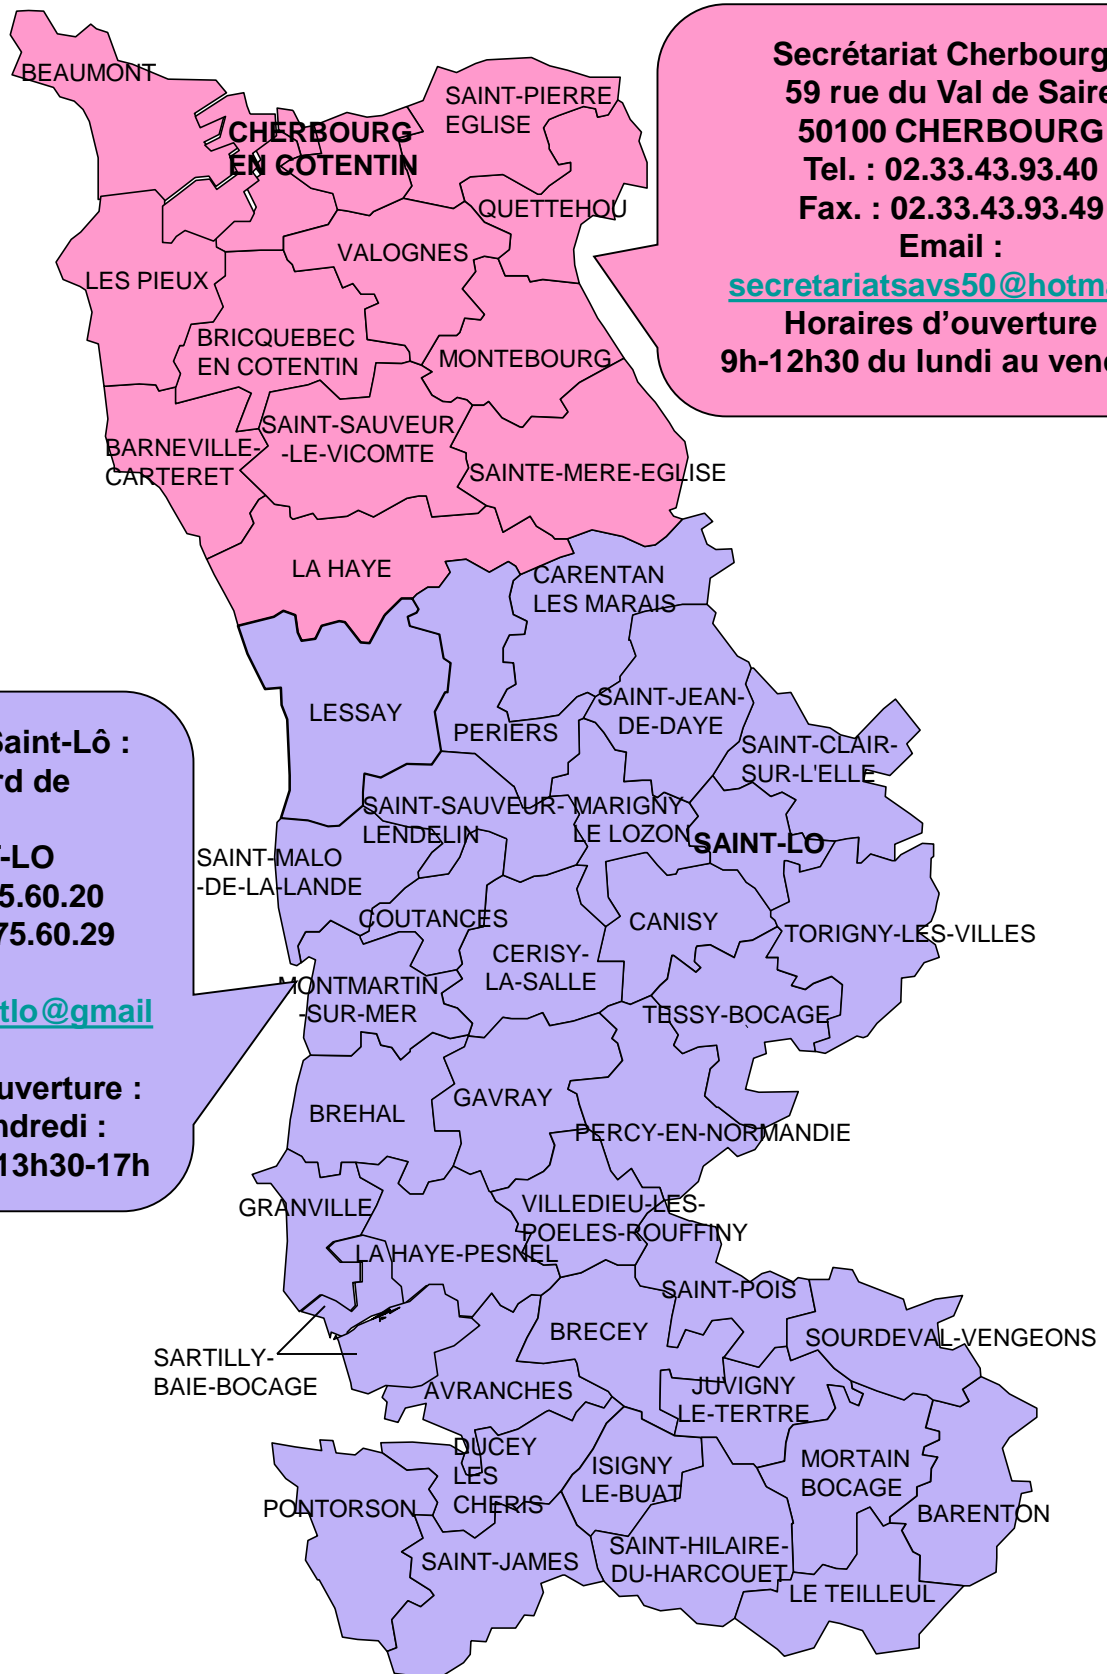 BEAUMONT
SAINT-PIERRE
EGLISE
CHERBOURG
EN COTENTIN
QUETTEHOU
VALOGNES
LES PIEUX
BRICQUEBEC
EN COTENTIN
MONTEBOURG
SAINT-SAUVEUR
-LE-VICOMTE
BARNEVILLE-
CARTERET
SAINTE-MERE-EGLISE
LA HAYE
Secrétariat Cherbourg
59 rue du Val de Saire
50100 CHERBOURG
Tel. : 02.33.43.93.40
Fax. : 02.33.43.93.49
Email :
secretariatsavs50@hotma
Horaires d’ouverture
9h-12h30 du lundi au vend
CARENTAN
LES MARAIS
LESSAY
PERIERS
SAINT-JEAN-
DE-DAYE
SAINT-CLAIR-
SUR-L'ELLE
SAINT-SAUVEUR-
LENDELIN
MARIGNY
LE LOZON
SAINT-LO
SAINT-MALO
-DE-LA-LANDE
COUTANCES
CANISY
TORIGNY-LES-VILLES
CERISY-
LA-SALLE
MONTMARTIN
-SUR-MER
TESSY-BOCAGE
Saint-Lô :
rd de
T-LO
5.60.20
75.60.29
tlo@gmail
uverture :
ndredi :
13h30-17h
BREHAL
GAVRAY
PERCY-EN-NORMANDIE
GRANVILLE
VILLEDIEU-LES-
POELES-ROUFFINY
LA HAYE-PESNEL
SAINT-POIS
BRECEY
SOURDEVAL-VENGEONS
SARTILLY-
BAIE-BOCAGE
AVRANCHES
JUVIGNY
LE-TERTRE
DUCEY
LES
CHERIS
ISIGNY
LE-BUAT
MORTAIN
BOCAGE
PONTORSON
BARENTON
SAINT-JAMES
SAINT-HILAIRE-
DU-HARCOUET
LE TEILLEUL